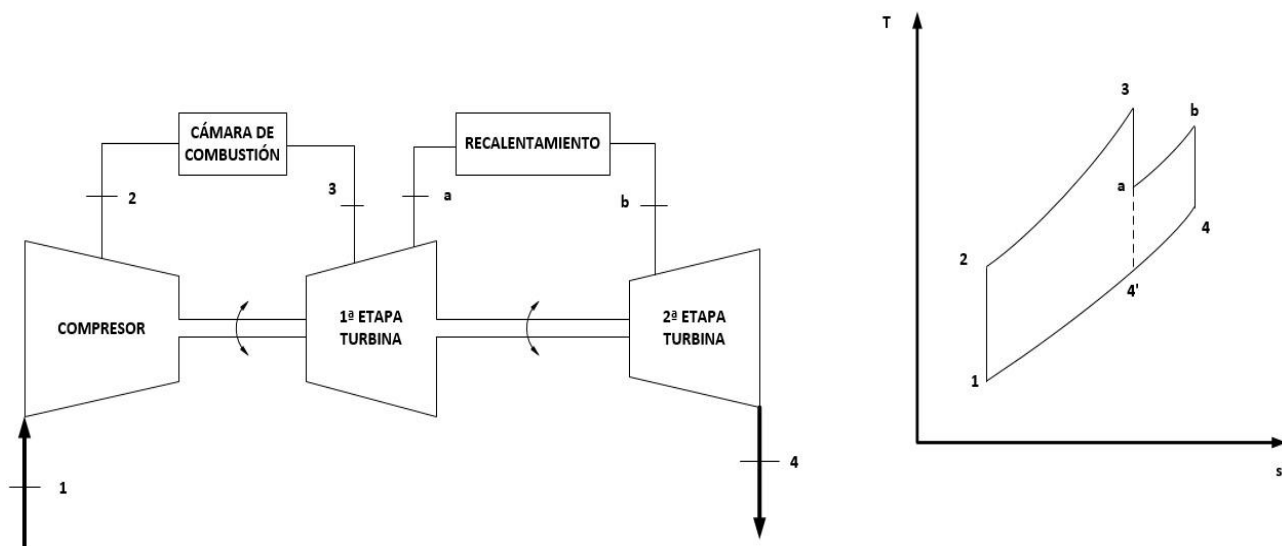 CÁMARA DE
COMBUSTIÓN
RECALENTAMIENTO
2
3
a
b
COMPRESOR
1ª ETAPA
TURBINA
2ª ETAPA
TURBINA
1
4
T
3
b
a
2
4
4'
1
s